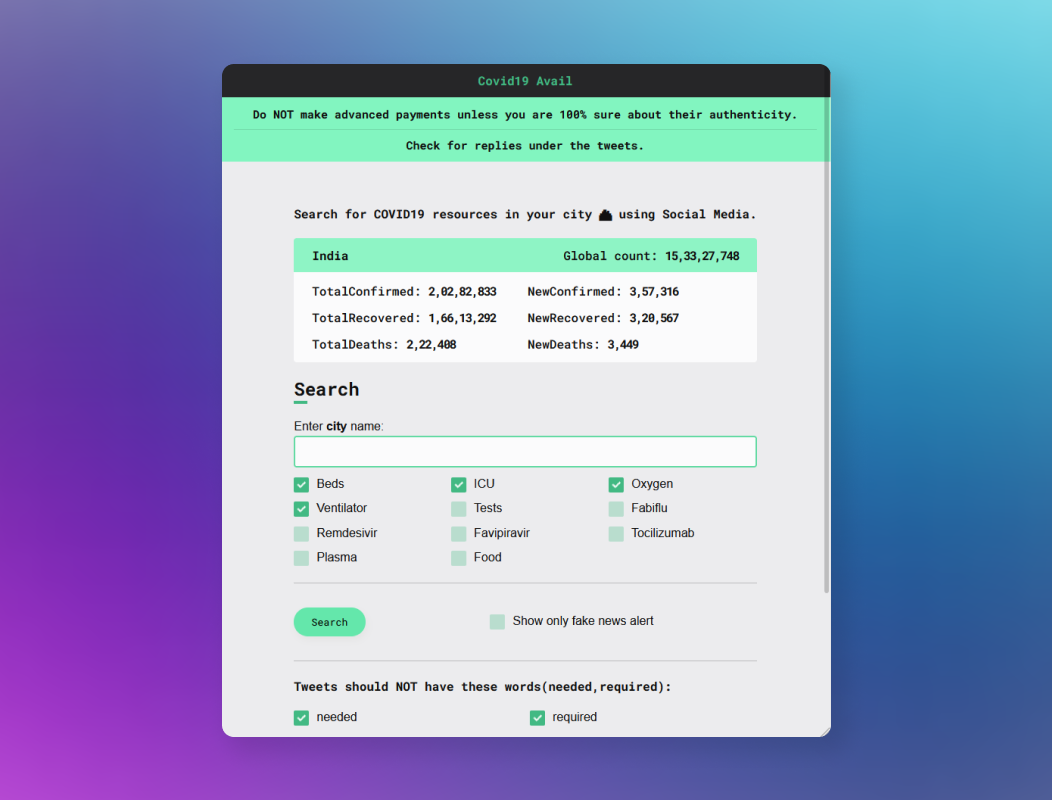 Covid19 Avail
Do NOT make advanced payments unless you are 100% sure about their authenticity.
Check for replies under the tweets.
Search for COVID19 resources in your city using Social Media.
India Global count: 15,33,27,748
TotalConfirmed: 2,02,82,833 NewConfirmed: 3,57,316
TotalRecovered: 1,66,13,292 NewRecovered: 3,20,567
TotalDeaths: 2,22,408 NewDeaths: 3,449
Search
Enter city name:
Beds ICU Oxygen
Ventilator Tests Fabiflu
Remdesivir Favipiravir Tocilizumab
Plasma Food
Search Show only fake news alert
Tweets should NOT have these words(needed,required):
needed required